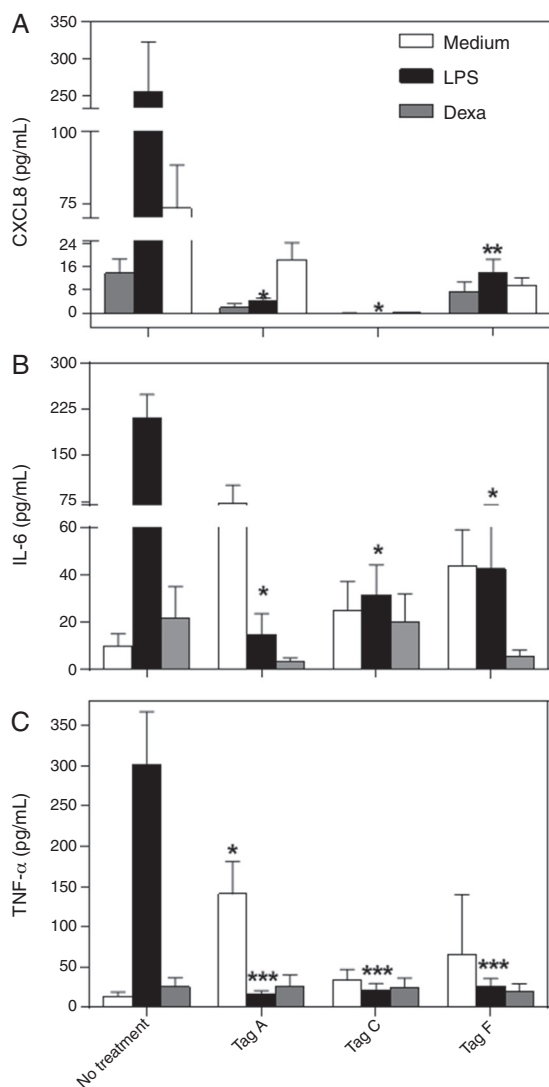 A
CXCL8 (pg/mL)
350
300
250
100
75
24
16
8
0
Medium
LPS
Dexa
*
*
**
B
IL-6 (pg/mL)
300
225
150
75
60
40
20
0
*
*
*
C
TNF-α (pg/mL)
350
300
250
200
150
100
50
0
*
***
***
***
No treatment
Tag A
Tag C
Tag F